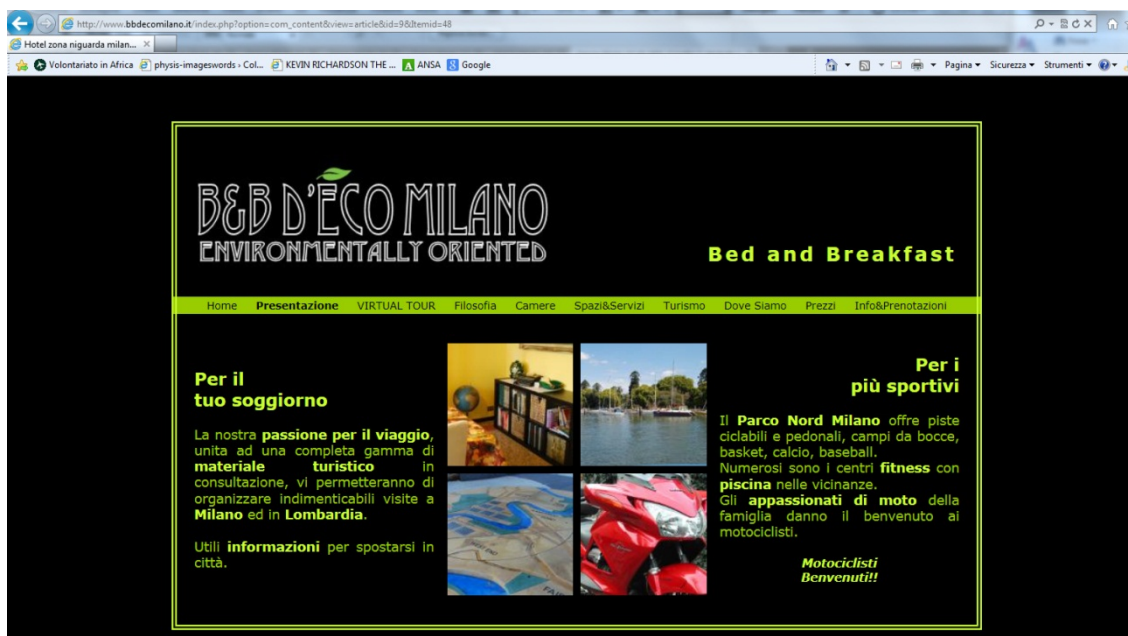 http://www.bbdecomilano.it/index.php?option=com_content&view=article&id=9&Itemid=48
Hotel zona niguarda milan...
Volontariato in Africa physis-imageswords › Col... KEVIN RICHARDSON THE ... ANSA Google
Pagina Sicurezza Strumenti
B&B D'ECO MILANO
ENVIRONMENTALLY ORIENTED
Bed and Breakfast
Home Presentazione VIRTUAL TOUR Filosofia Camere Spazi&Servizi Turismo Dove Siamo Prezzi Info&Prenotazioni
Per il
tuo soggiorno
La nostra passione per il viaggio,
unita ad una completa gamma di
materiale turistico in
consultazione, vi permetteranno di
organizzare indimenticabili visite a
Milano ed in Lombardia.
Utili informazioni per spostarsi in
città.
Per i
più sportivi
Il Parco Nord Milano offre piste
ciclabili e pedonali, campi da bocce,
basket, calcio, baseball.
Numerosi sono i centri fitness con
piscina nelle vicinanze.
Gli appassionati di moto della
famiglia danno il benvenuto ai
motociclisti.
Motociclisti
Benvenuti!!